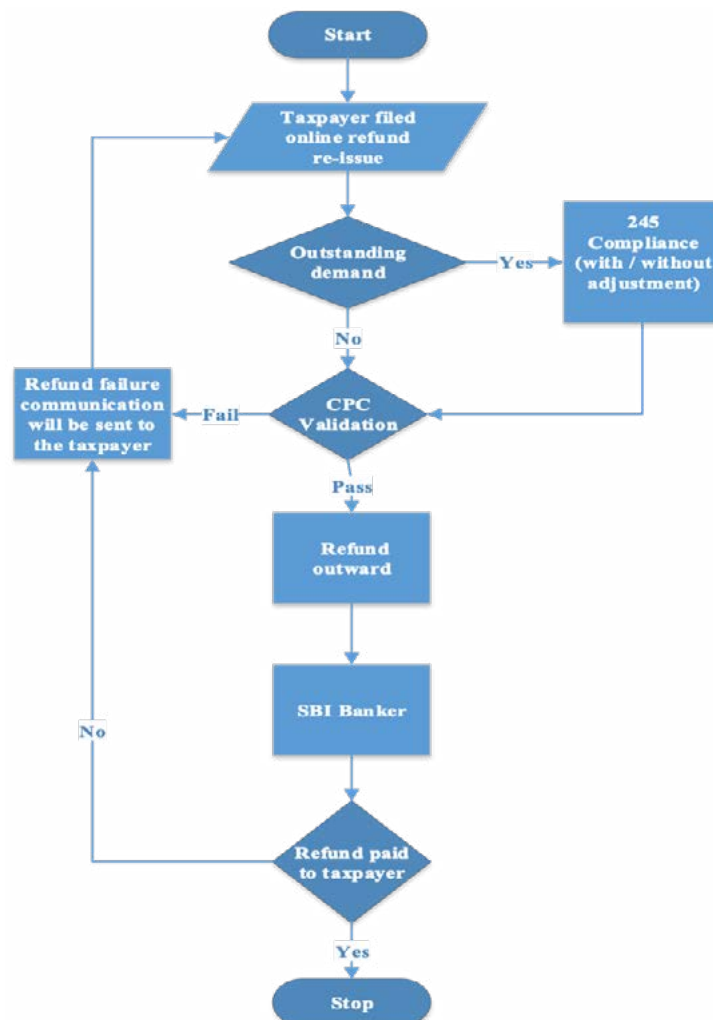 Start
Taxpayer filed
online refund
re-issue
Outstanding
demand
Yes
245
Compliance
(with / without
adjustment)
No
Refund failure
communication
will be sent to
the taxpayer
Fail
CPC
Validation
Pass
Refund
outward
SBI Banker
No
Refund paid
to taxpayer
Yes
Stop